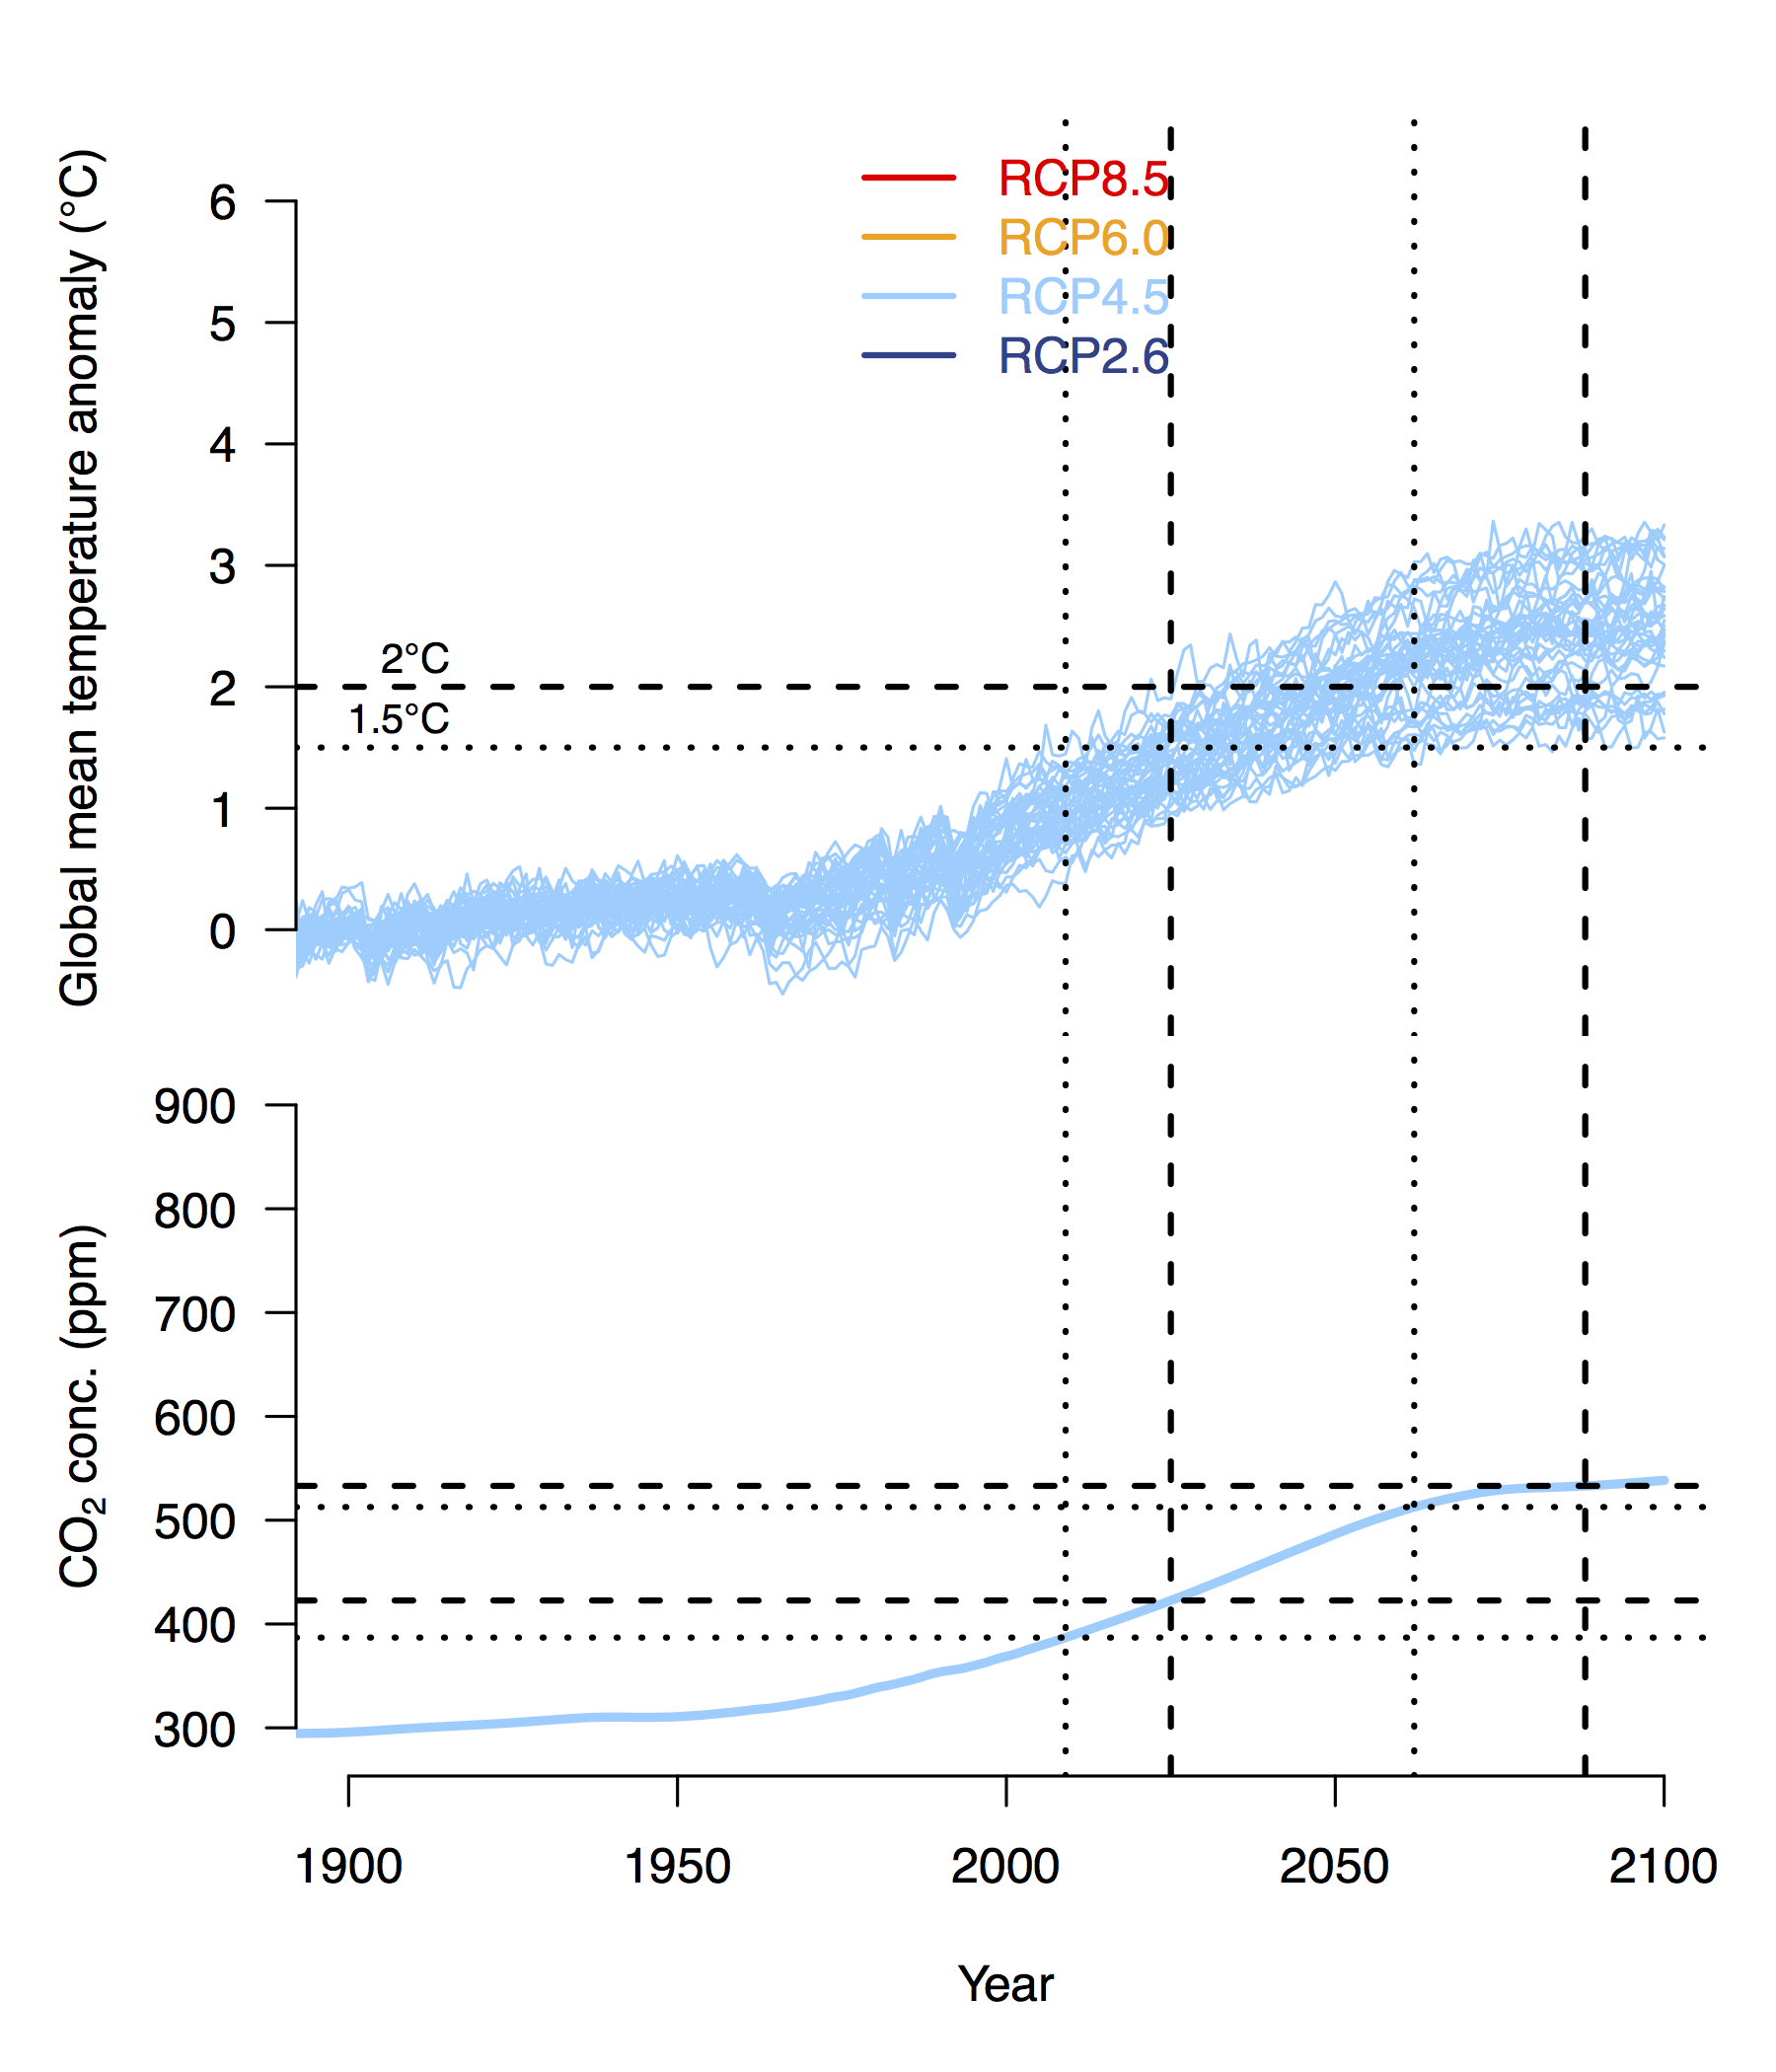 Global mean temperature anomaly (°C)
6
5
4
3
2
1
0
RCP8.5
RCP6.0
RCP4.5
RCP2.6
2°C
1.5°C
CO₂ conc. (ppm)
900
800
700
600
500
400
300
1900 1950 2000 2050 2100
Year